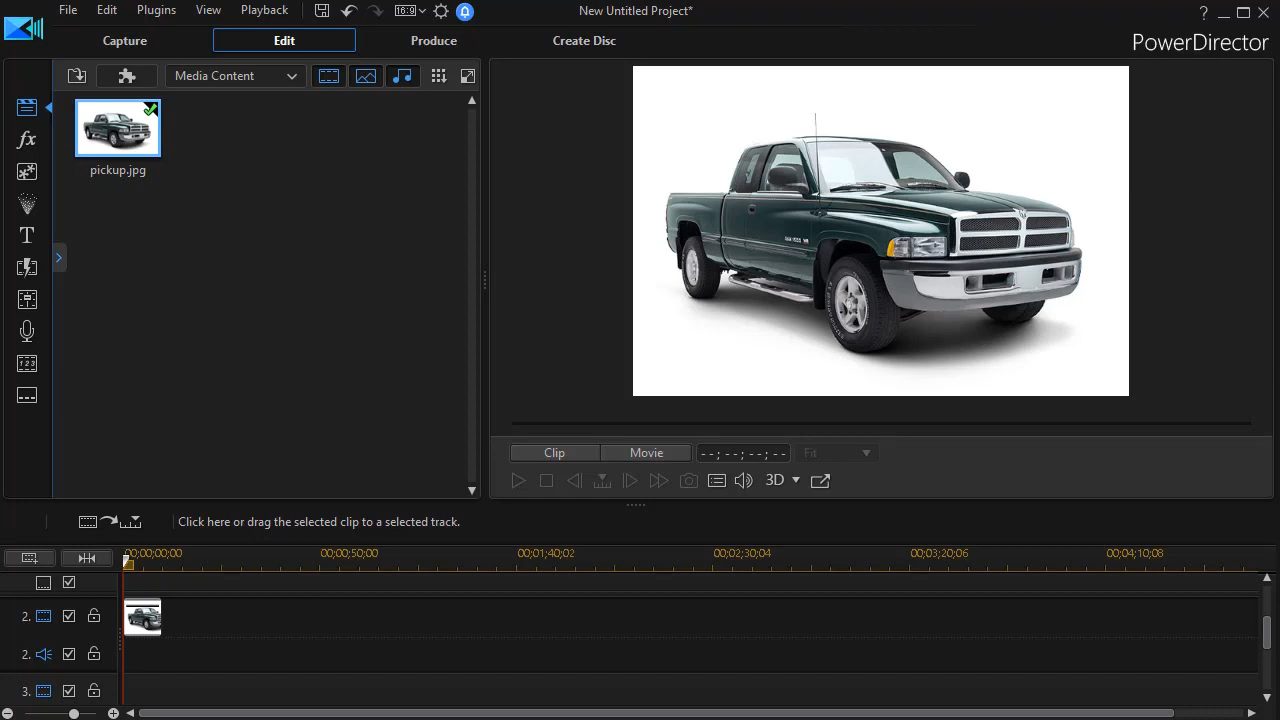 File Edit Plugins View Playback 16:9 New Untitled Project* ?
Capture Edit Produce Create Disc PowerDirector
Media Content
pickup.jpg
fx
T
Clip Movie --;--;--;-- Fit
3D
Click here or drag the selected clip to a selected track.
00;00;00;00 00;00;50;00 00;01;40;02 00;02;30;04 00;03;20;06 00;04;10;08
2.
2.
3.